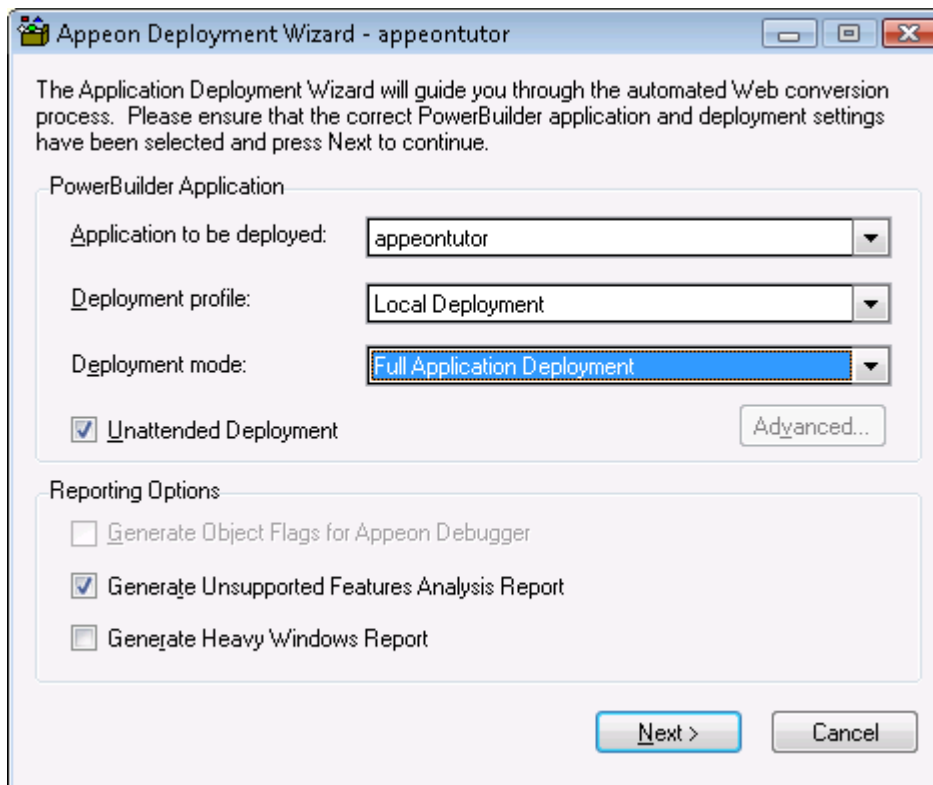 Appeon Deployment Wizard - appeontutor
The Application Deployment Wizard will guide you through the automated Web conversion
process. Please ensure that the correct PowerBuilder application and deployment settings
have been selected and press Next to continue.
PowerBuilder Application
Application to be deployed: appeontutor
Deployment profile: Local Deployment
Deployment mode: Full Application Deployment
Unattended Deployment Advanced...
Reporting Options
Generate Object Flags for Appeon Debugger
Generate Unsupported Features Analysis Report
Generate Heavy Windows Report
Next > Cancel